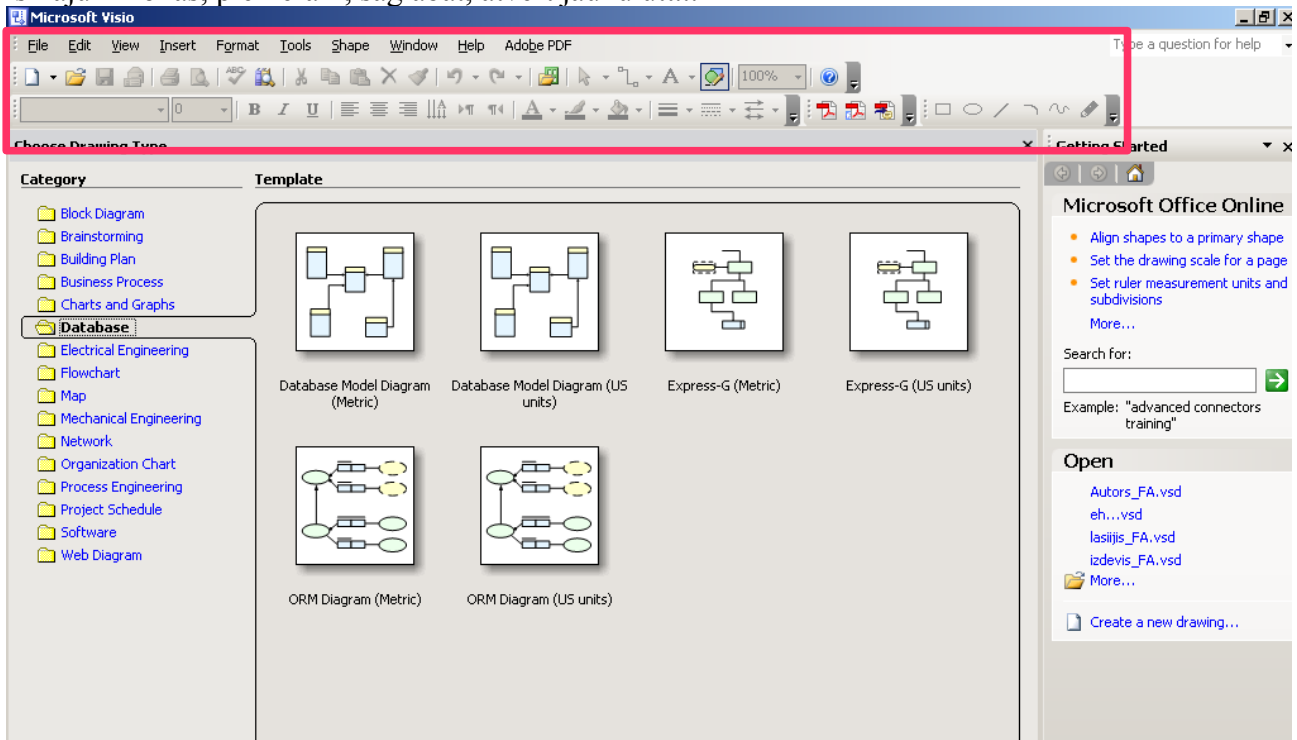 Microsoft Visio
File Edit View Insert Format Tools Shape Window Help Adobe PDF
Type a question for help
ABC
A
100%
0
B I U
A
Choose Drawing Type
Getting Started
Category
Template
Microsoft Office Online
Block Diagram
Brainstorming
Building Plan
Business Process
Charts and Graphs
Database
Electrical Engineering
Flowchart
Map
Mechanical Engineering
Network
Organization Chart
Process Engineering
Project Schedule
Software
Web Diagram
Database Model Diagram
(Metric)
Database Model Diagram (US
units)
Express-G (Metric)
Express-G (US units)
ORM Diagram (Metric)
ORM Diagram (US units)
Align shapes to a primary shape
Set the drawing scale for a page
Set ruler measurement units and
subdivisions
More...
Search for:
Example: "advanced connectors
training"
Open
Autors_FA.vsd
eh...vsd
lasiijis_FA.vsd
izdevis_FA.vsd
More...
Create a new drawing...